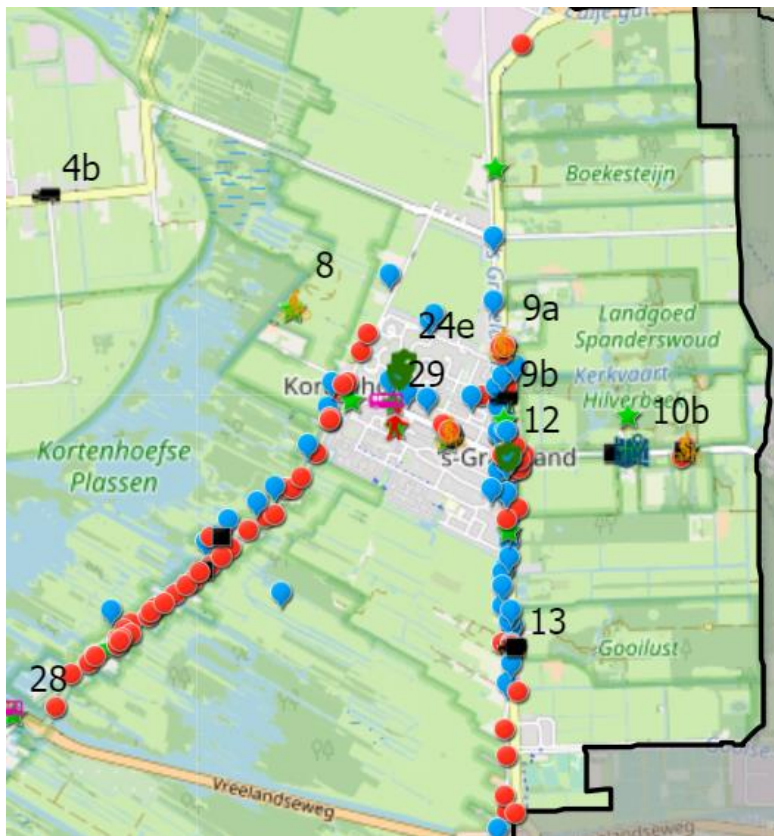 4b
Boekesteijn
8
9a
Landgoed
Spanderswoud
24e
29
9b
Kerkvaart
Hilverbeek
10b
12
Kortenhoefse
Plassen
13
Gooilust
28
Vreelandseweg